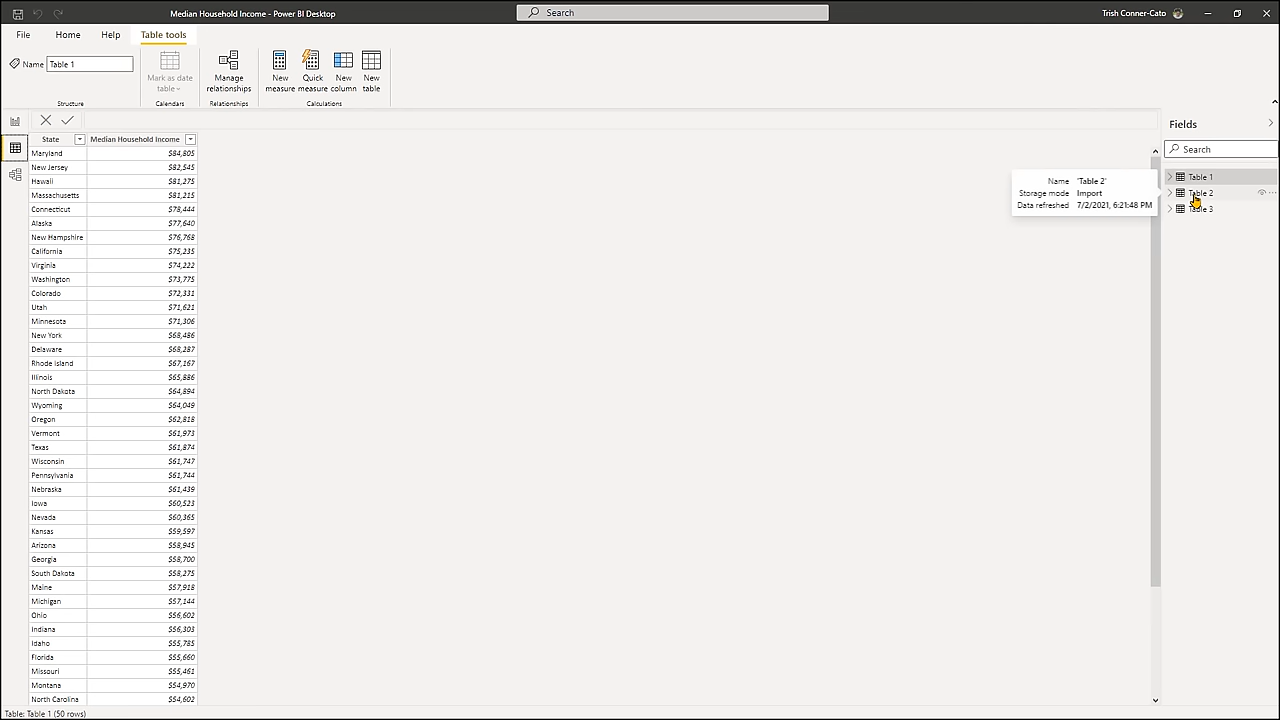 Median Household Income - Power BI Desktop
Search
Trish Conner-Cato
File
Home
Help
Table tools
Name
Table 1
Mark as date
table
Manage
relationships
New
measure
Quick
measure
New
column
New
table
Structure
Calendars
Relationships
Calculations
State
Median Household Income
Maryland $84,805
New Jersey $82,545
Hawaii $81,275
Massachusetts $81,215
Connecticut $78,444
Alaska $77,640
New Hampshire $76,768
California $75,235
Virginia $74,222
Washington $73,775
Colorado $72,331
Utah $71,621
Minnesota $71,306
New York $68,486
Delaware $68,287
Rhode Island $67,167
Illinois $65,886
North Dakota $64,894
Wyoming $64,049
Oregon $62,818
Vermont $61,973
Texas $61,874
Wisconsin $61,747
Pennsylvania $61,744
Nebraska $61,439
Iowa $60,523
Nevada $60,365
Kansas $59,597
Arizona $58,945
Georgia $58,700
South Dakota $58,275
Maine $57,918
Michigan $57,144
Ohio $56,602
Indiana $56,303
Idaho $55,785
Florida $55,660
Missouri $55,461
Montana $54,970
North Carolina $54,602
Name 'Table 2'
Storage mode Import
Data refreshed 7/2/2021, 6:21:48 PM
Fields
Search
Table 1
Table 2
Table 3
Table: Table 1 (50 rows)